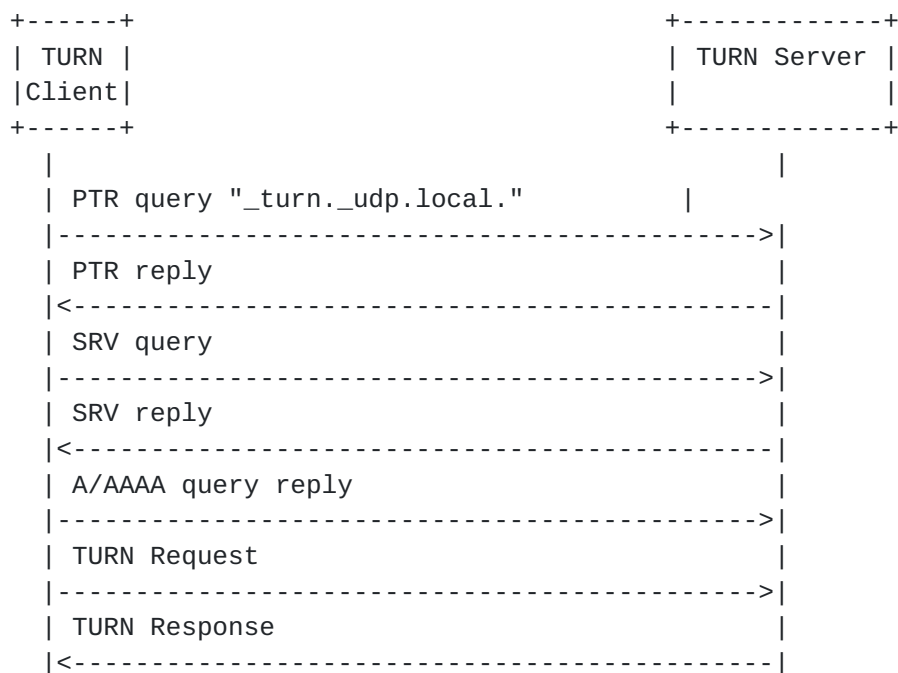 +------+                                  +-------------+
| TURN |                                  | TURN Server |
|Client|                                  |             |
+------+                                  +-------------+
  |                                              |
  | PTR query "_turn._udp.local."          |
  |--------------------------------------------->|
  | PTR reply                                    |
  |<---------------------------------------------|
  | SRV query                                    |
  |--------------------------------------------->|
  | SRV reply                                    |
  |<---------------------------------------------|
  | A/AAAA query reply                           |
  |--------------------------------------------->|
  | TURN Request                                 |
  |--------------------------------------------->|
  | TURN Response                                |
  |<---------------------------------------------|